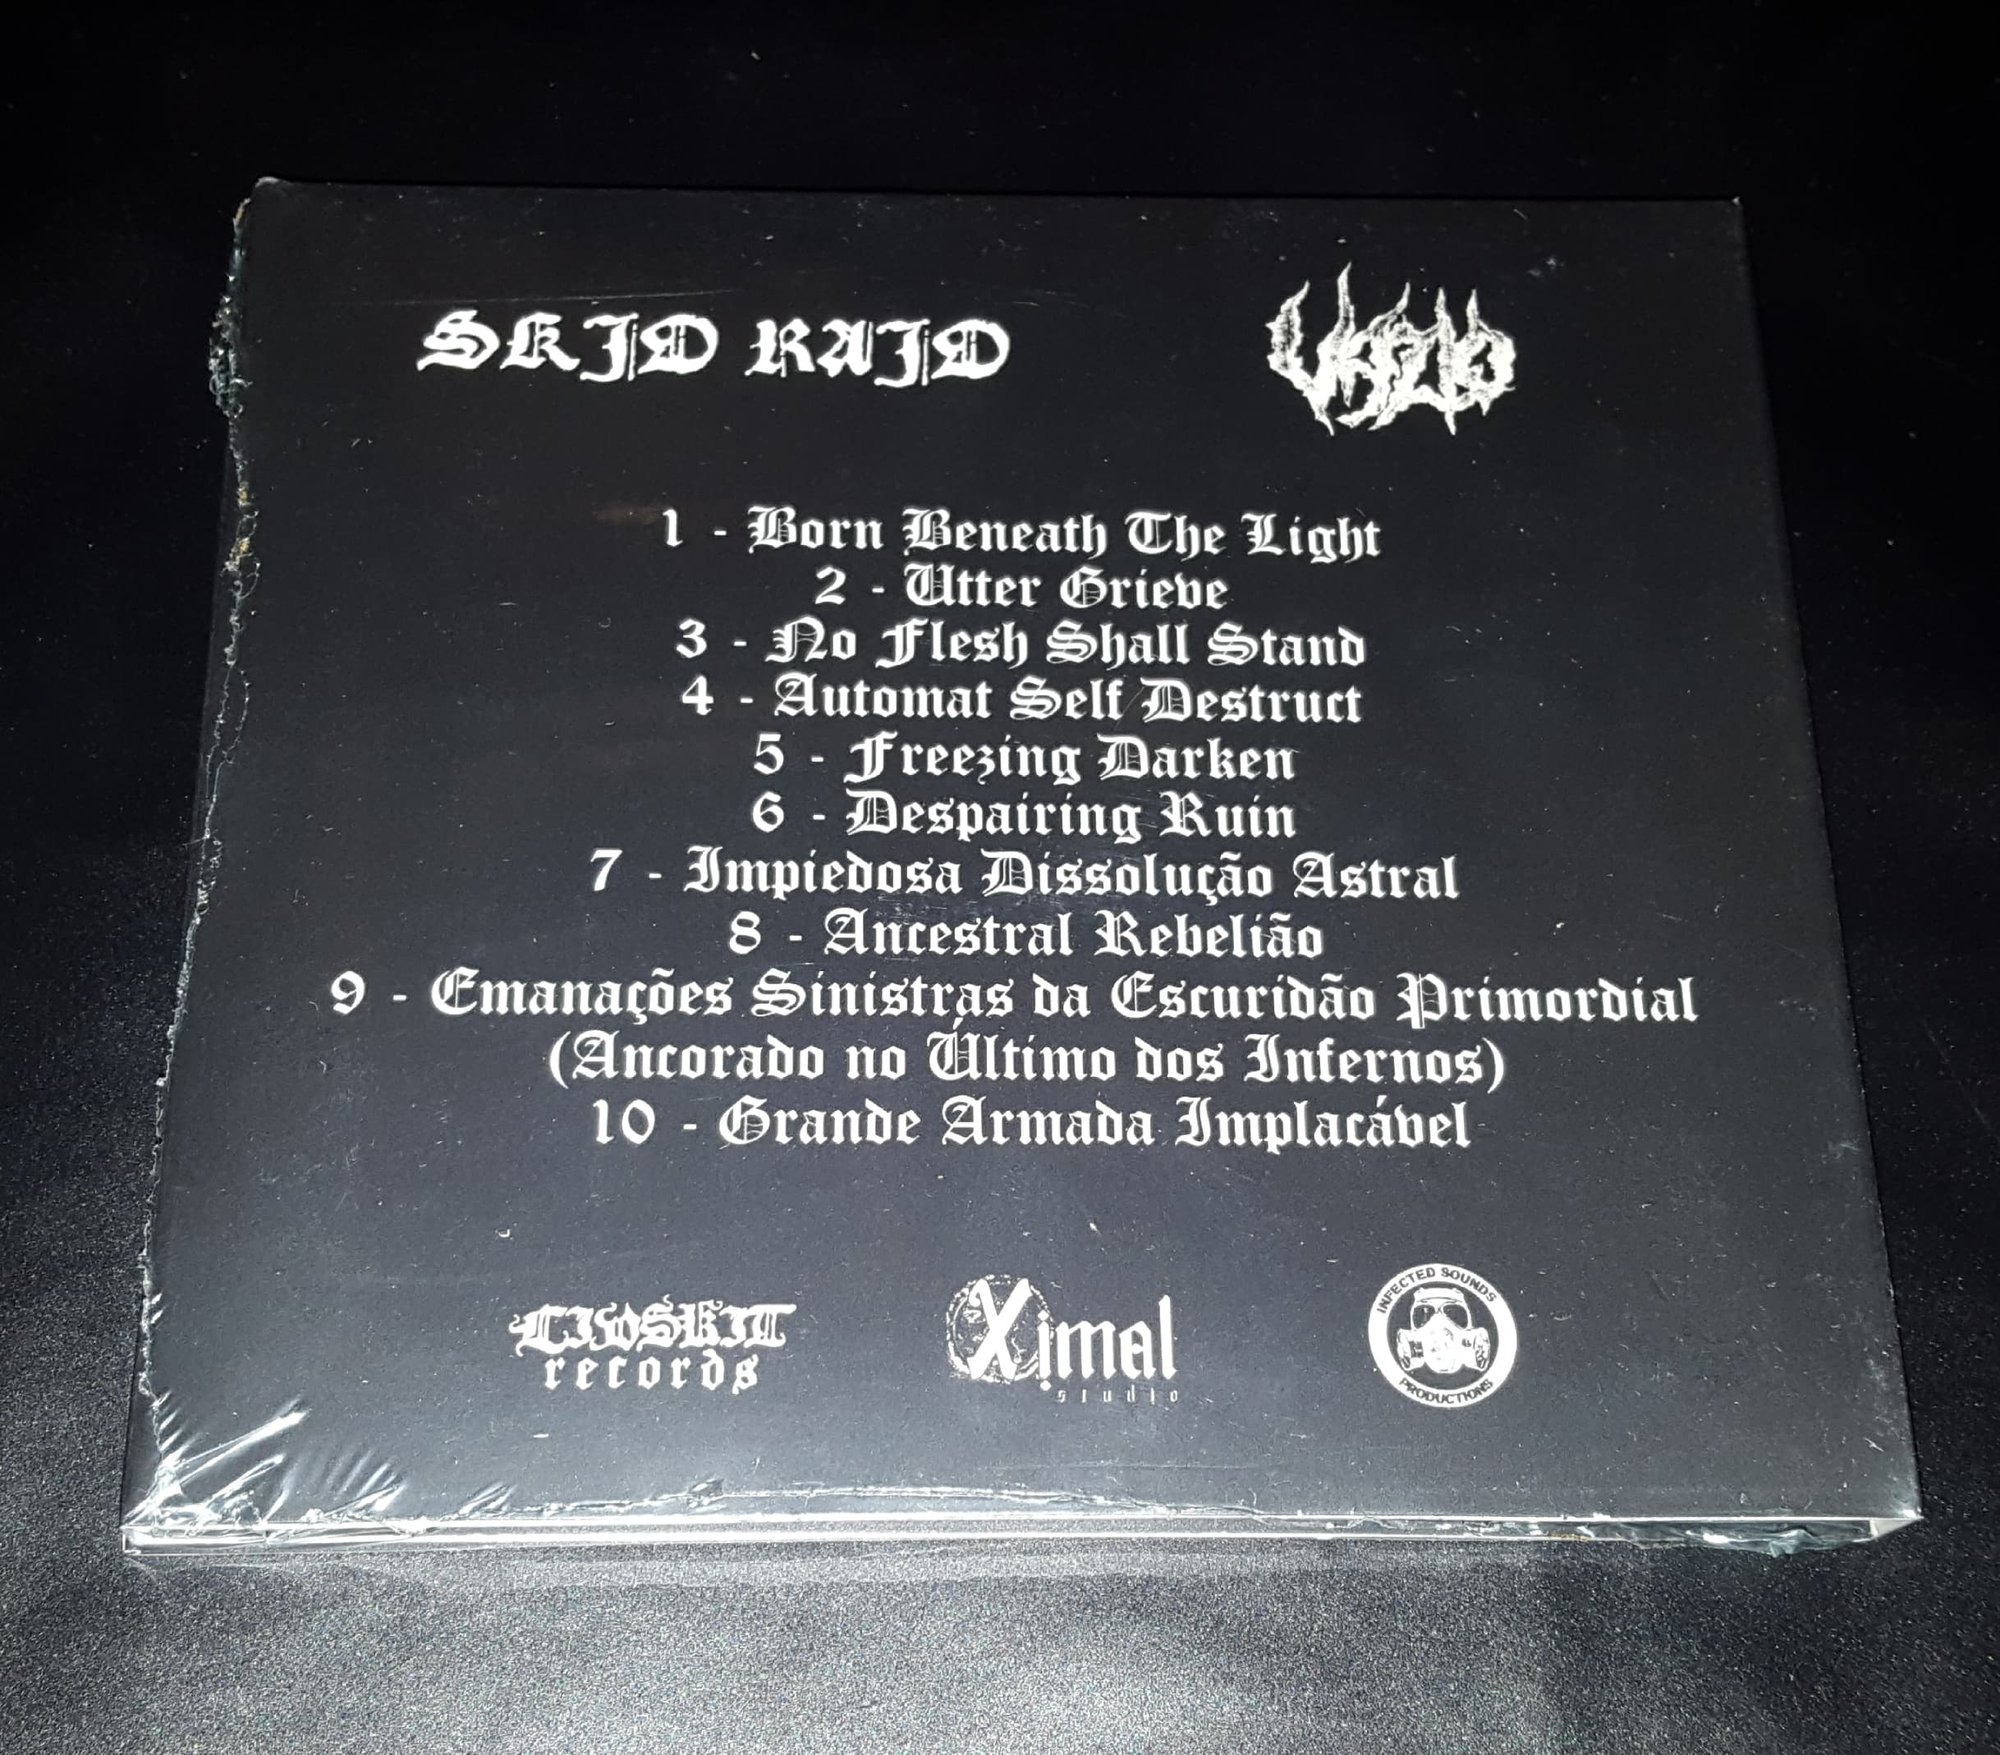 SKID RAID
VAZIO
1 - Born Beneath The Light
2 - Utter Grieve
3 - No Flesh Shall Stand
4 - Automat Self Destruct
5 - Freezing Darken
6 - Despairing Ruin
7 - Impiedosa Dissolução Astral
8 - Ancestral Rebelião
9 - Emanações Sinistras da Escuridão Primordial
(Ancorado no Último dos Infernos)
10 - Grande Armada Implacável
records
Ximal
studio
INFECTED SOUNDS
PRODUCTIONS